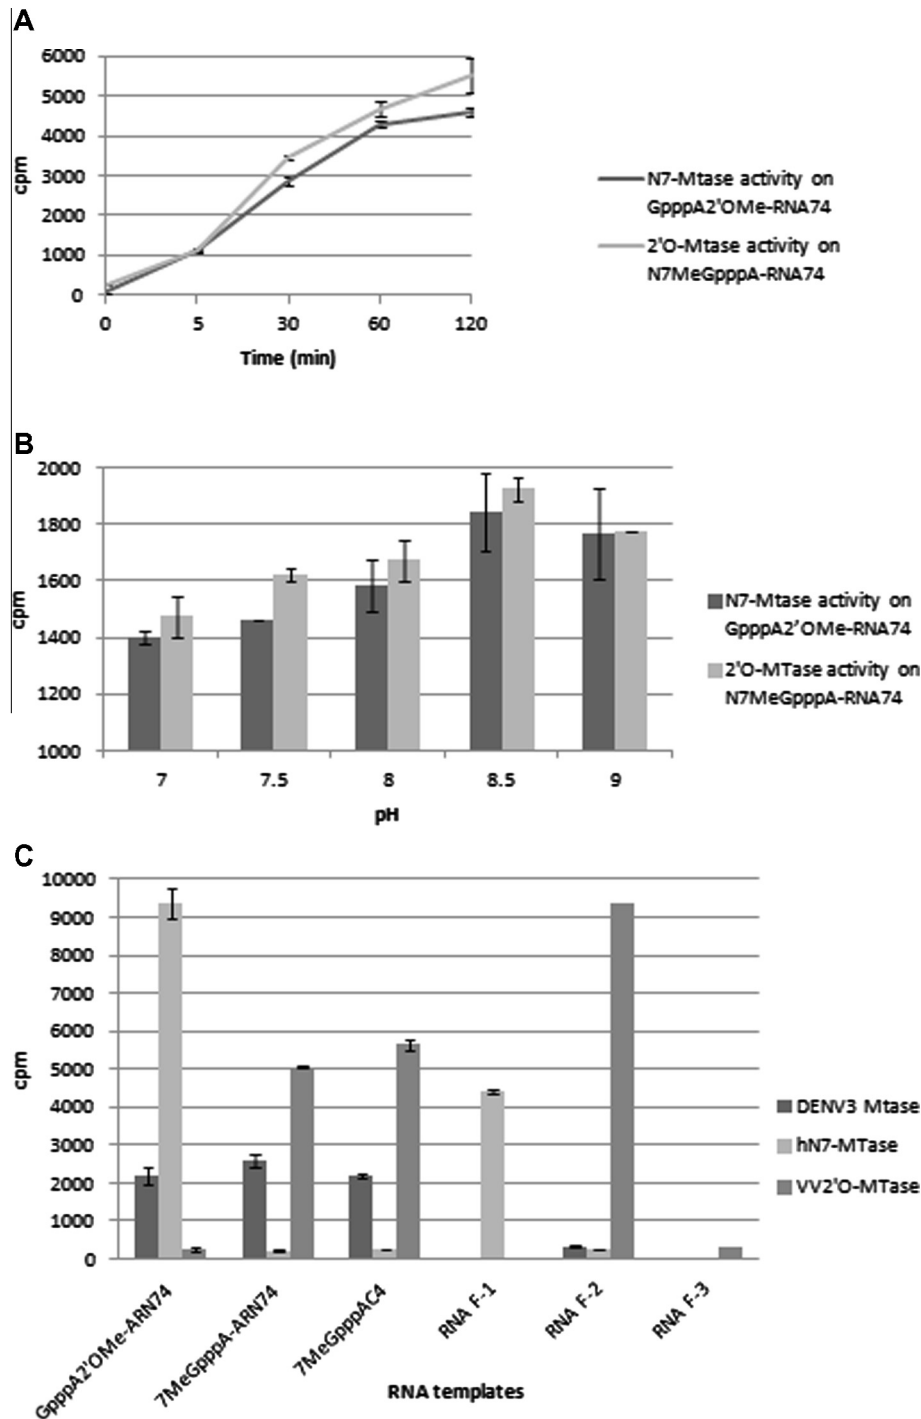 A
6000
5000
4000
3000
2000
1000
0
cpm
0 5 30 60 120
Time (min)
N7-Mtase activity on
GpppA2'OMe-RNA74
2'O-Mtase activity on
N7MeGpppA-RNA74
B
2000
1800
1600
1400
1200
1000
cpm
7 7.5 8 8.5 9
pH
N7-Mtase activity on
GpppA2'OMe-RNA74
2'O-MTase activity on
N7MeGpppA-RNA74
C
10000
9000
8000
7000
6000
5000
4000
3000
2000
1000
0
cpm
GpppA2'OMe-ARN74
7MeGpppA-ARN74
7MeGpppAC4
RNA F-1
RNA F-2
RNA F-3
RNA templates
DENV3 Mtase
hN7-MTase
VV2'O-MTase